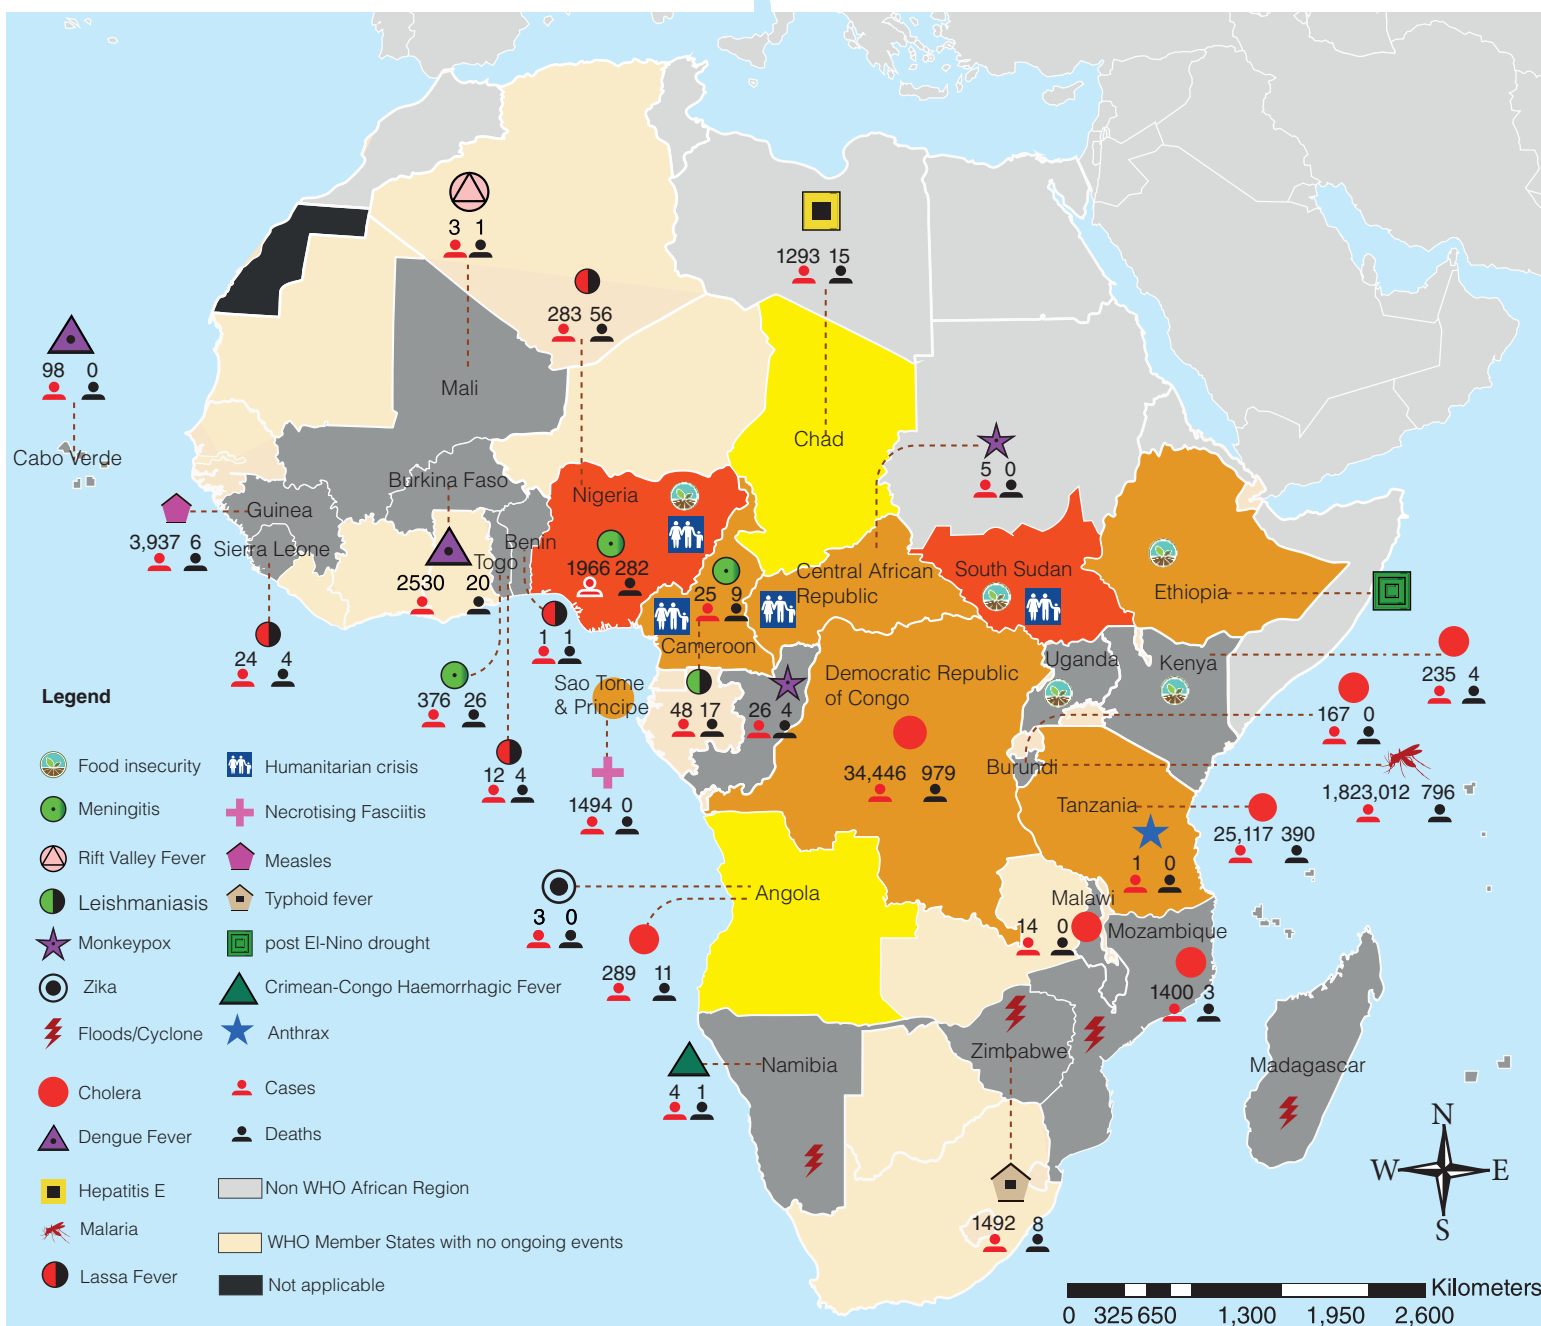 3 1
1293 15
283 56
98 0
Mali
Cabo Verde
Chad
5 0
Burkina Faso
Nigeria
Guinea
Sierra Leone
Benin
Togo
3,937 6
2530 20
1966 282
25 9
Central African
Republic
South Sudan
Ethiopia
Cameroon
1 1
24 4
376 26
Sao Tome
& Principe
48 17
26 4
Democratic Republic
of Congo
Uganda
Kenya
235 4
167 0
12 4
1494 0
34,446 979
Burundi
Tanzania
1,823,012 796
25,117 390
1 0
Angola
3 0
289 11
Malawi
14 0
Mozambique
1400 3
Namibia
4 1
Zimbabwe
Madagascar
1492 8
Legend
Food insecurity
Humanitarian crisis
Meningitis
Necrotising Fasciitis
Rift Valley Fever
Measles
Leishmaniasis
Typhoid fever
Monkeypox
post El-Nino drought
Zika
Crimean-Congo Haemorrhagic Fever
Floods/Cyclone
Anthrax
Cholera
Cases
Dengue Fever
Deaths
Hepatitis E
Non WHO African Region
Malaria
WHO Member States with no ongoing events
Lassa Fever
Not applicable
N
W E
S
Kilometers
0 325 650 1,300 1,950 2,600